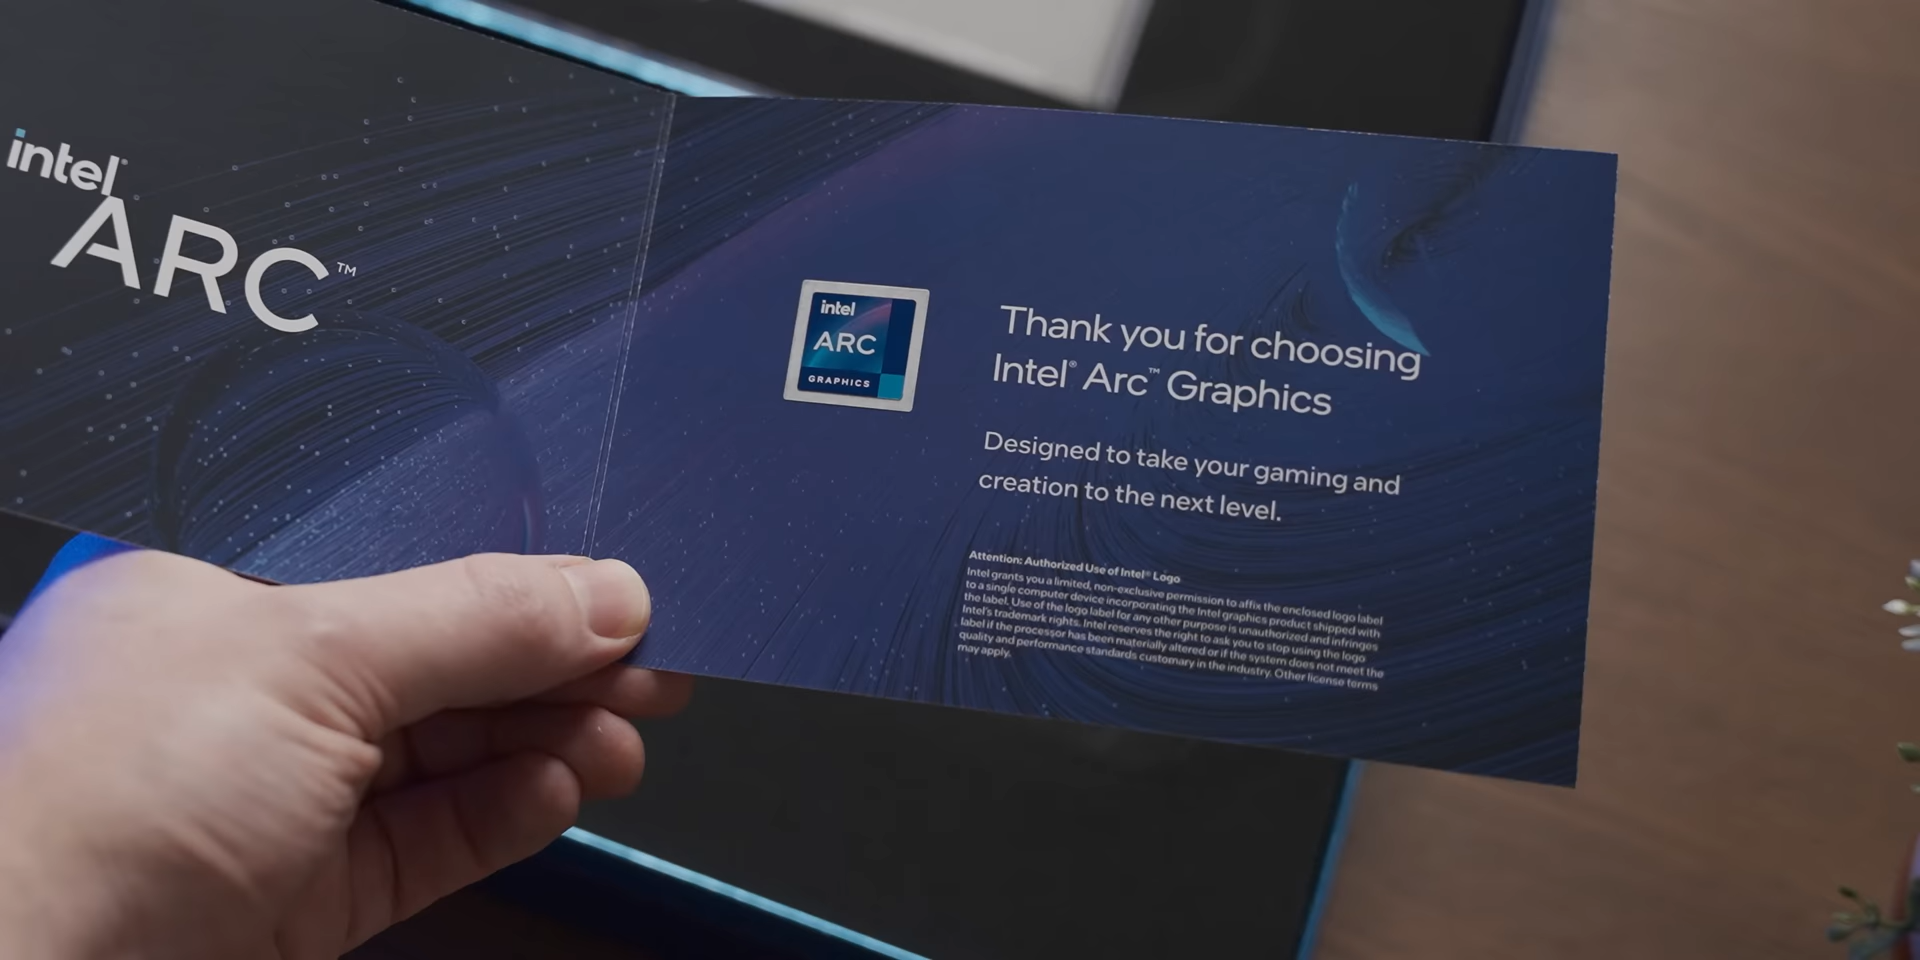 intel
ARC™
intel
ARC
GRAPHICS
Thank you for choosing
Intel® Arc™ Graphics
Designed to take your gaming and
creation to the next level.
Attention: Authorized Use of Intel® Logo
Intel grants you a limited, non-exclusive permission to affix the enclosed logo label
to a single computer device incorporating the Intel graphics product shipped with
the label. Use of the logo label for any other purpose is unauthorized and infringes
Intel's trademark rights. Intel reserves the right to ask you to stop using the logo
label if the processor has been materially altered or if the system does not meet the
quality and performance standards customary in the industry. Other license terms
may apply.